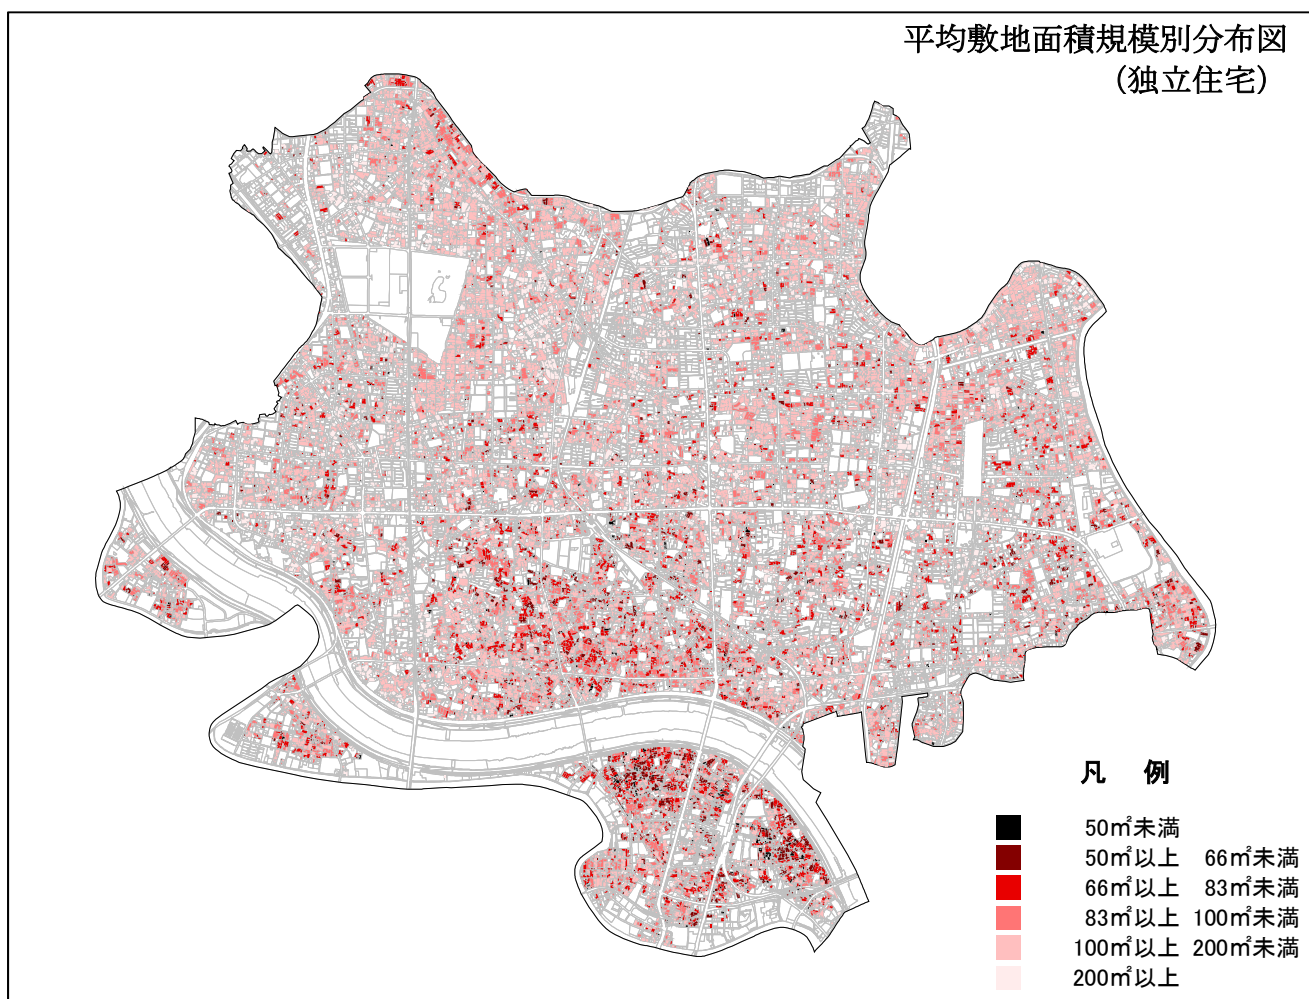 平均敷地面積規模別分布図
(独立住宅)
凡 例
50㎡未満
50㎡以上 66㎡未満
66㎡以上 83㎡未満
83㎡以上 100㎡未満
100㎡以上 200㎡未満
200㎡以上